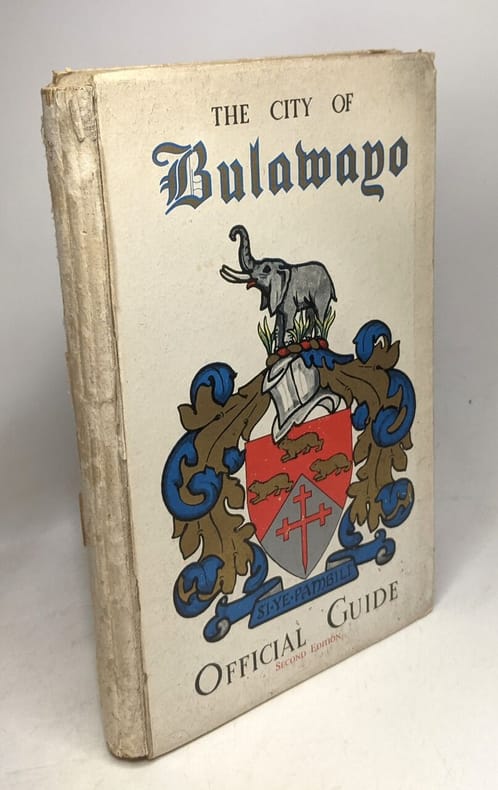 THE CITY OF
Bulawayo
SI·YE·PAMBILI
OFFICIAL GUIDE
SECOND EDITION